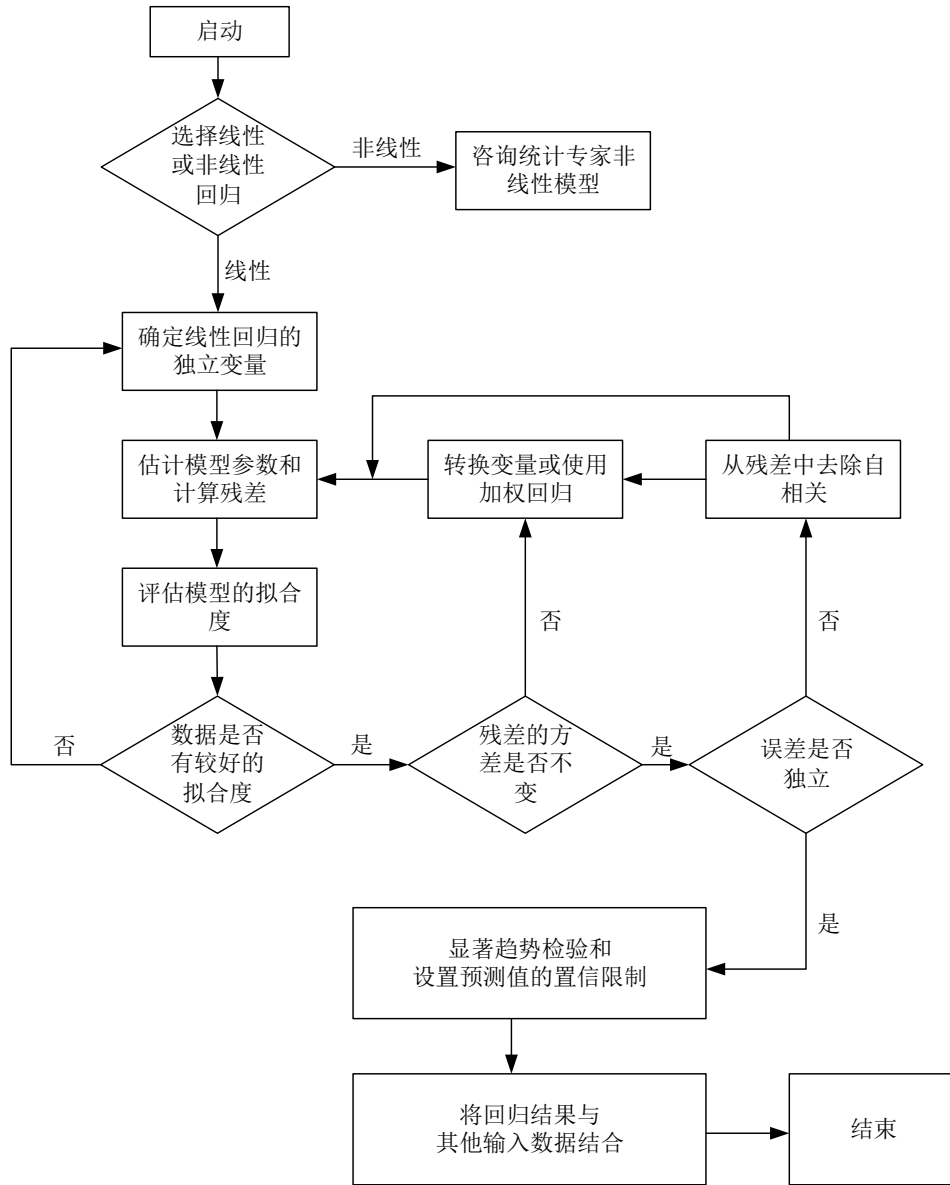 启动
选择线性
或非线性
回归
非线性
咨询统计专家非
线性模型
线性
确定线性回归的
独立变量
估计模型参数和
计算残差
转换变量或使用
加权回归
从残差中去除自
相关
评估模型的拟合
度
否
否
数据是否
有较好的
拟合度
否
是
残差的方
差是否不
变
是
误差是否
独立
是
显著趋势检验和
设置预测值的置信限制
将回归结果与
其他输入数据结合
结束